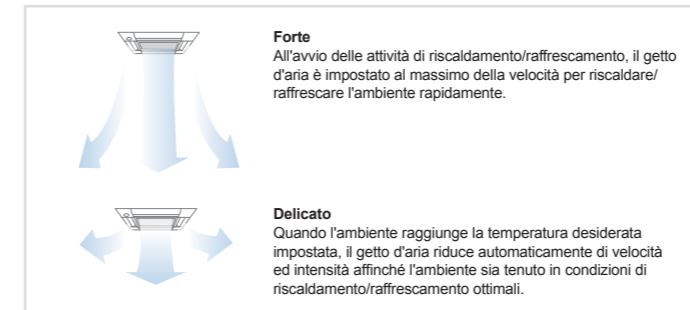 Forte
All'avvio delle attività di riscaldamento/raffrescamento, il getto
d'aria è impostato al massimo della velocità per riscaldare/
raffrescare l'ambiente rapidamente.
Delicato
Quando l'ambiente raggiunge la temperatura desiderata
impostata, il getto d'aria riduce automaticamente di velocità
ed intensità affinché l'ambiente sia tenuto in condizioni di
riscaldamento/raffrescamento ottimali.